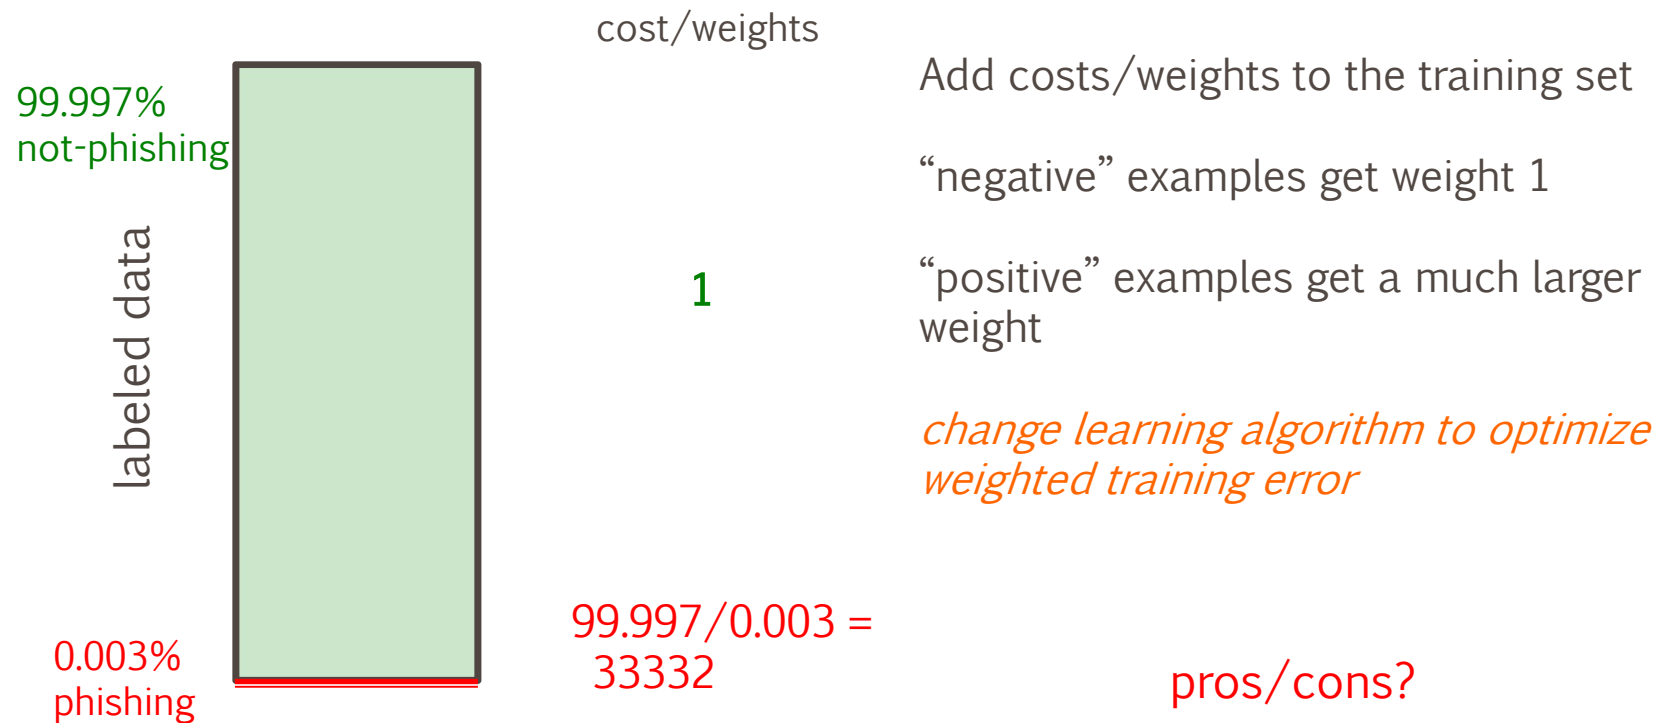 cost/weights
99.997%
not-phishing
labeled data
1
99.997/0.003 =
33332
0.003%
phishing
Add costs/weights to the training set
“negative” examples get weight 1
“positive” examples get a much larger
weight
change learning algorithm to optimize
weighted training error
pros/cons?